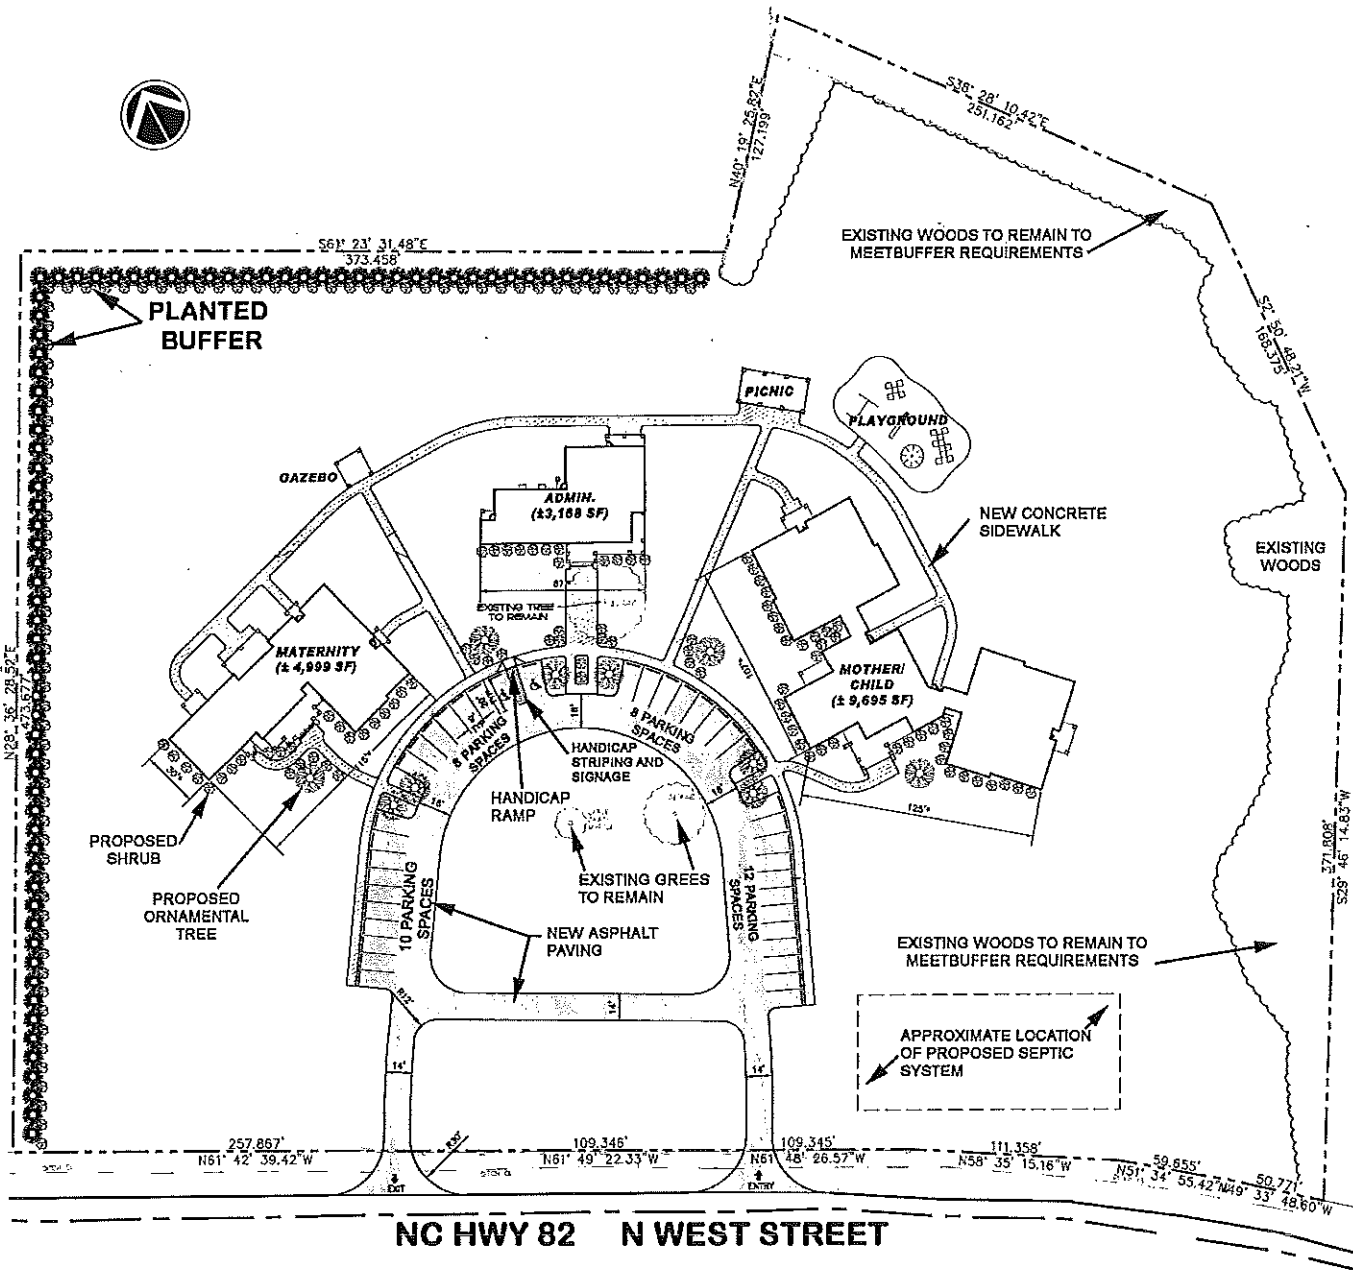 S38° 28' 10.42"E
251.162'
N40° 19' 25.82"E
127.199'
EXISTING WOODS TO REMAIN TO
MEETBUFFER REQUIREMENTS
S61° 23' 31.48"E
373.458'
PLANTED
BUFFER
S2° 50' 48.21"W
168.375'
PICNIC
PLAYGROUND
GAZEBO
ADMIN.
(±3,168 SF)
NEW CONCRETE
SIDEWALK
EXISTING
WOODS
EXISTING TREE
TO REMAIN
N28° 36' 28.52"E
473.677'
MATERNITY
(± 4,999 SF)
MOTHER/
CHILD
(± 9,695 SF)
8 PARKING
SPACES
8 PARKING
SPACES
18'
HANDICAP
STRIPING AND
SIGNAGE
HANDICAP
RAMP
18'
18'
PROPOSED
SHRUB
PROPOSED
ORNAMENTAL
TREE
EXISTING GREES
TO REMAIN
10 PARKING
SPACES
12 PARKING
SPACES
NEW ASPHALT
PAVING
371.808'
S29° 46' 14.83"W
EXISTING WOODS TO REMAIN TO
MEETBUFFER REQUIREMENTS
R12'
14'
APPROXIMATE LOCATION
OF PROPOSED SEPTIC
SYSTEM
14'
14'
R30'
257.867'
N61° 42' 39.42"W
109.346'
N61° 49' 22.33"W
109.345'
N61° 48' 26.57"W
111.358'
N58° 35' 15.16"W
59.655'
N51° 34' 55.42"W
50.771'
N49° 33' 48.60"W
EXIT
ENTRY
NC HWY 82 N WEST STREET